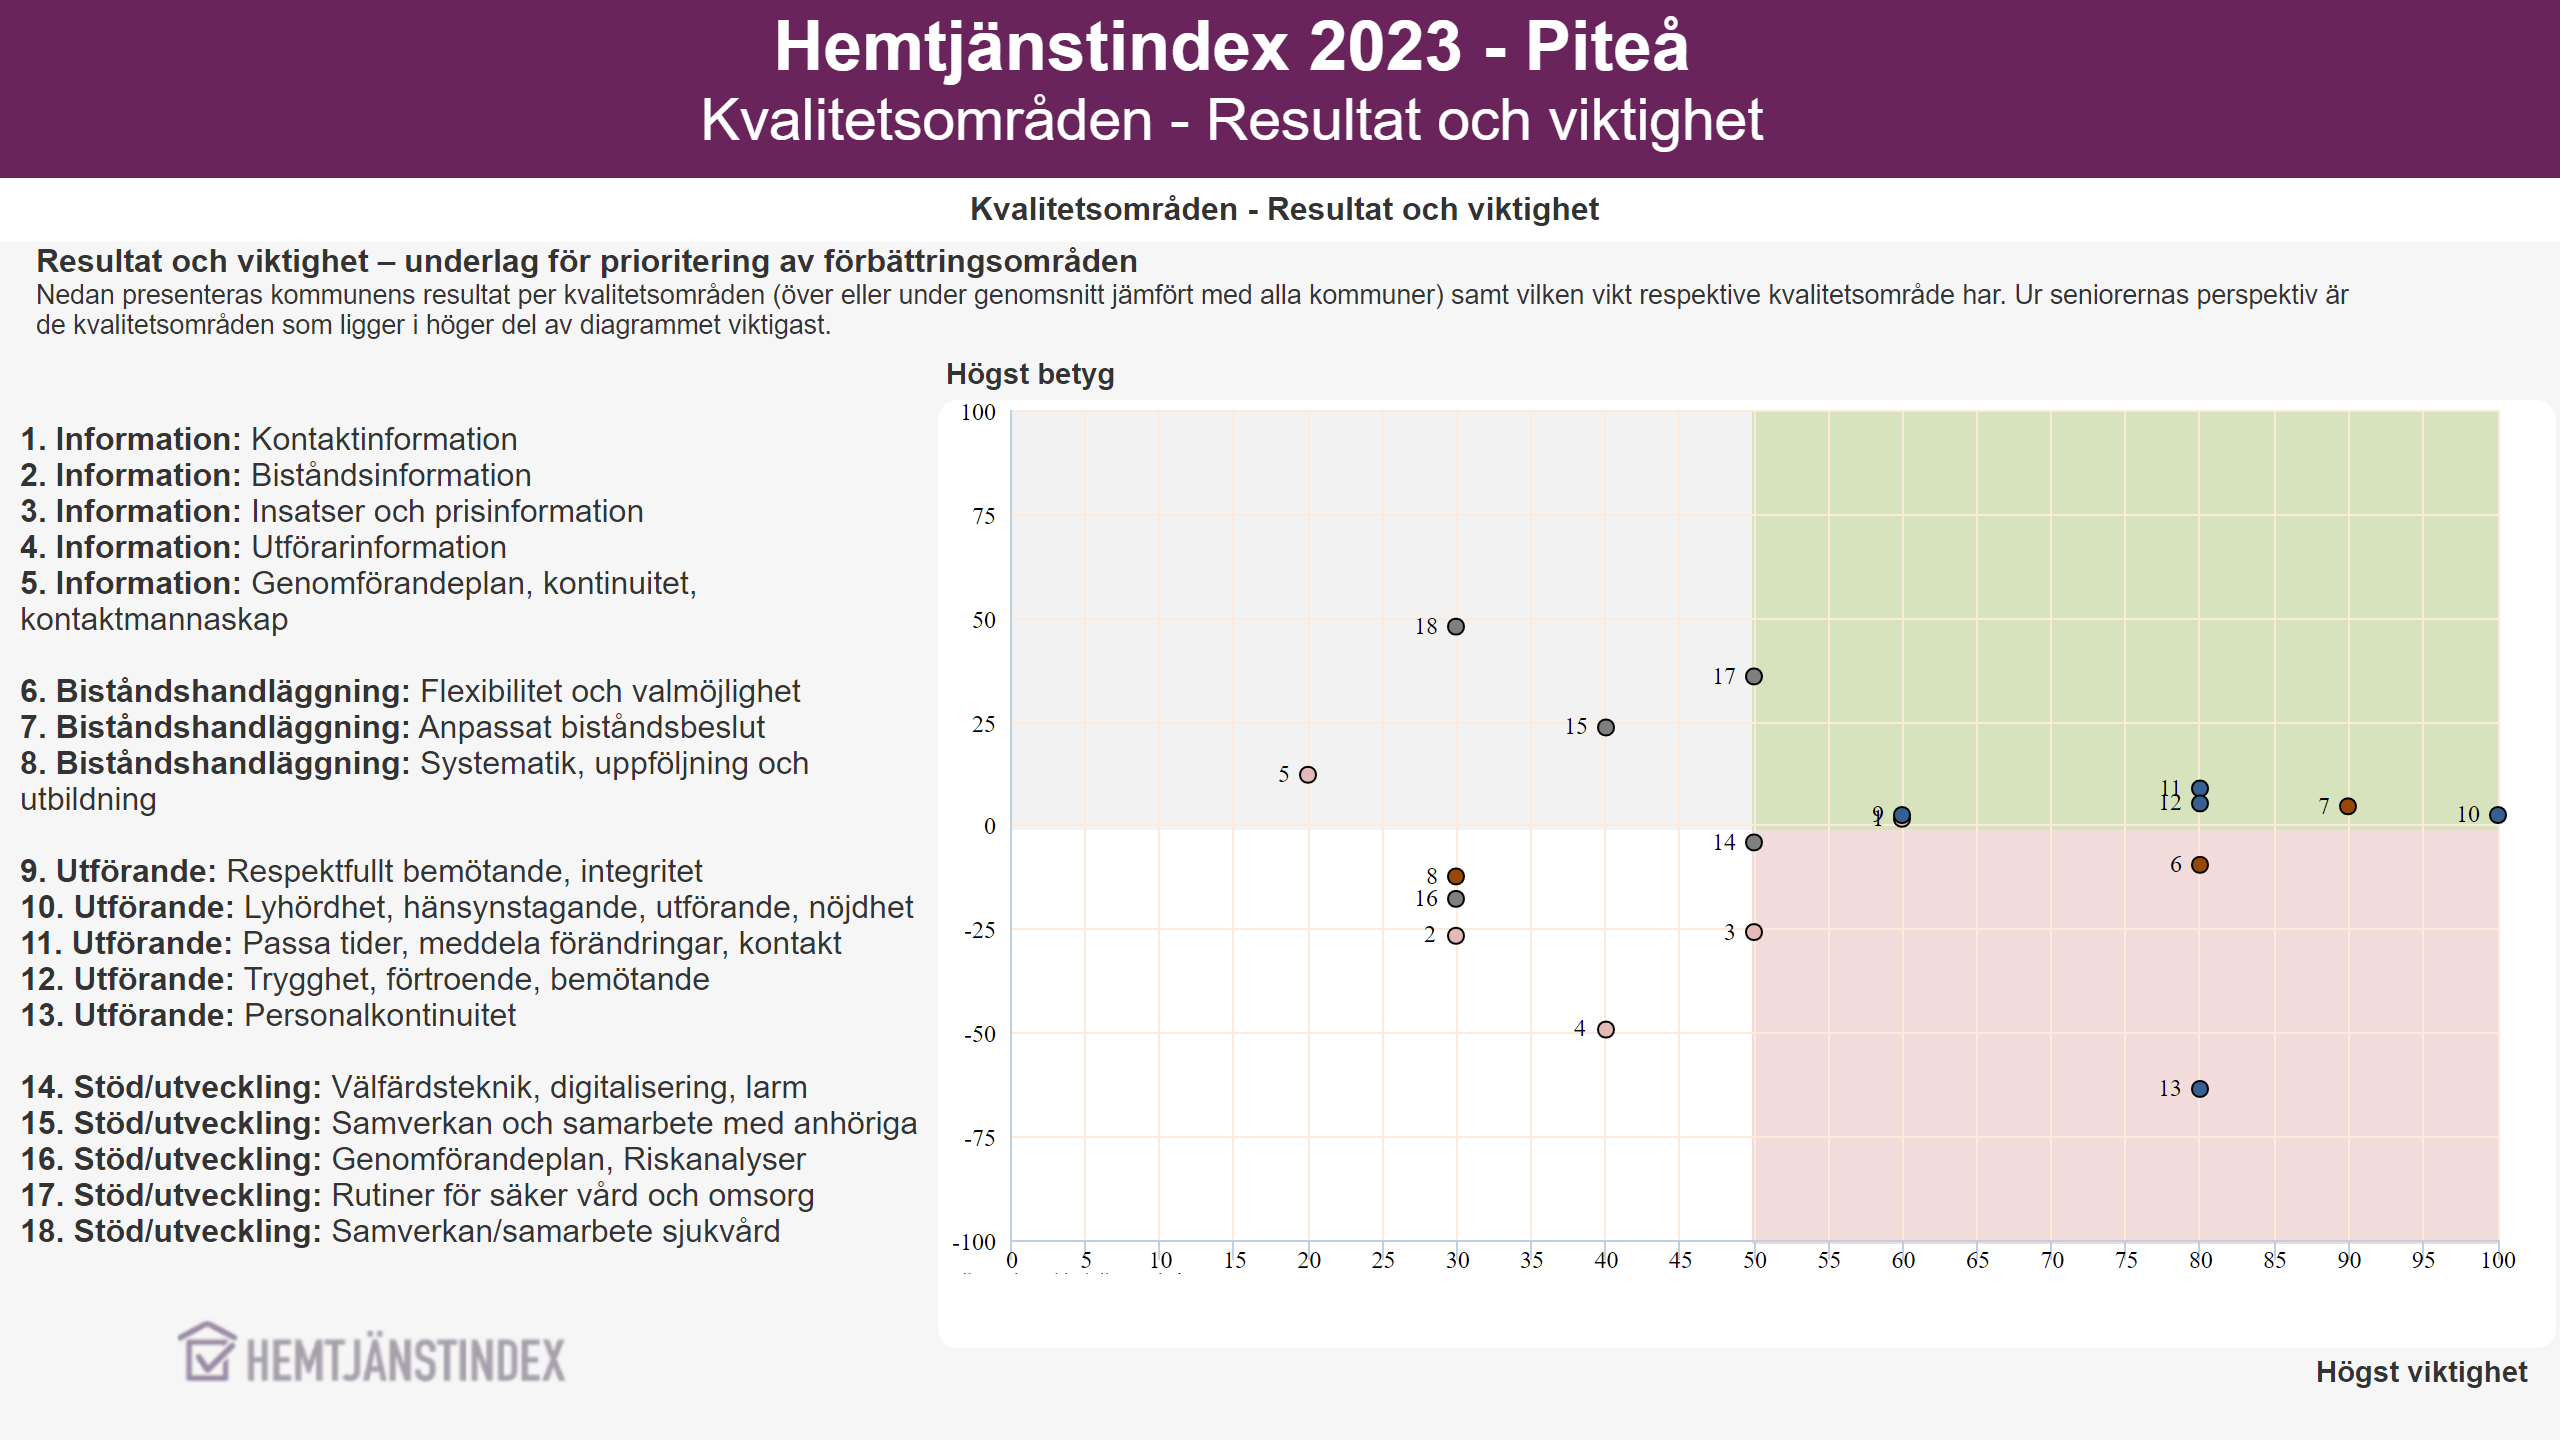 Hemtjänstindex 2023 - Piteå
Kvalitetsområden - Resultat och viktighet
Kvalitetsområden - Resultat och viktighet
Resultat och viktighet – underlag för prioritering av förbättringsområden
Nedan presenteras kommunens resultat per kvalitetsområden (över eller under genomsnitt jämfört med alla kommuner) samt vilken vikt respektive kvalitetsområde har. Ur seniorernas perspektiv är
de kvalitetsområden som ligger i höger del av diagrammet viktigast.
1. Information: Kontaktinformation
2. Information: Biståndsinformation
3. Information: Insatser och prisinformation
4. Information: Utförarinformation
5. Information: Genomförandeplan, kontinuitet,
kontaktmannaskap
6. Biståndshandläggning: Flexibilitet och valmöjlighet
7. Biståndshandläggning: Anpassat biståndsbeslut
8. Biståndshandläggning: Systematik, uppföljning och
utbildning
9. Utförande: Respektfullt bemötande, integritet
10. Utförande: Lyhördhet, hänsynstagande, utförande, nöjdhet
11. Utförande: Passa tider, meddela förändringar, kontakt
12. Utförande: Trygghet, förtroende, bemötande
13. Utförande: Personalkontinuitet
14. Stöd/utveckling: Välfärdsteknik, digitalisering, larm
15. Stöd/utveckling: Samverkan och samarbete med anhöriga
16. Stöd/utveckling: Genomförandeplan, Riskanalyser
17. Stöd/utveckling: Rutiner för säker vård och omsorg
18. Stöd/utveckling: Samverkan/samarbete sjukvård
HEMTJÄNSTINDEX
Högst betyg
100
75
50
25
0
-25
-50
-75
-100
18
17
15
5
11
12
7
9
1
10
14
6
8
16
2
3
4
13
0 5 10 15 20 25 30 35 40 45 50 55 60 65 70 75 80 85 90 95 100
Högst viktighet